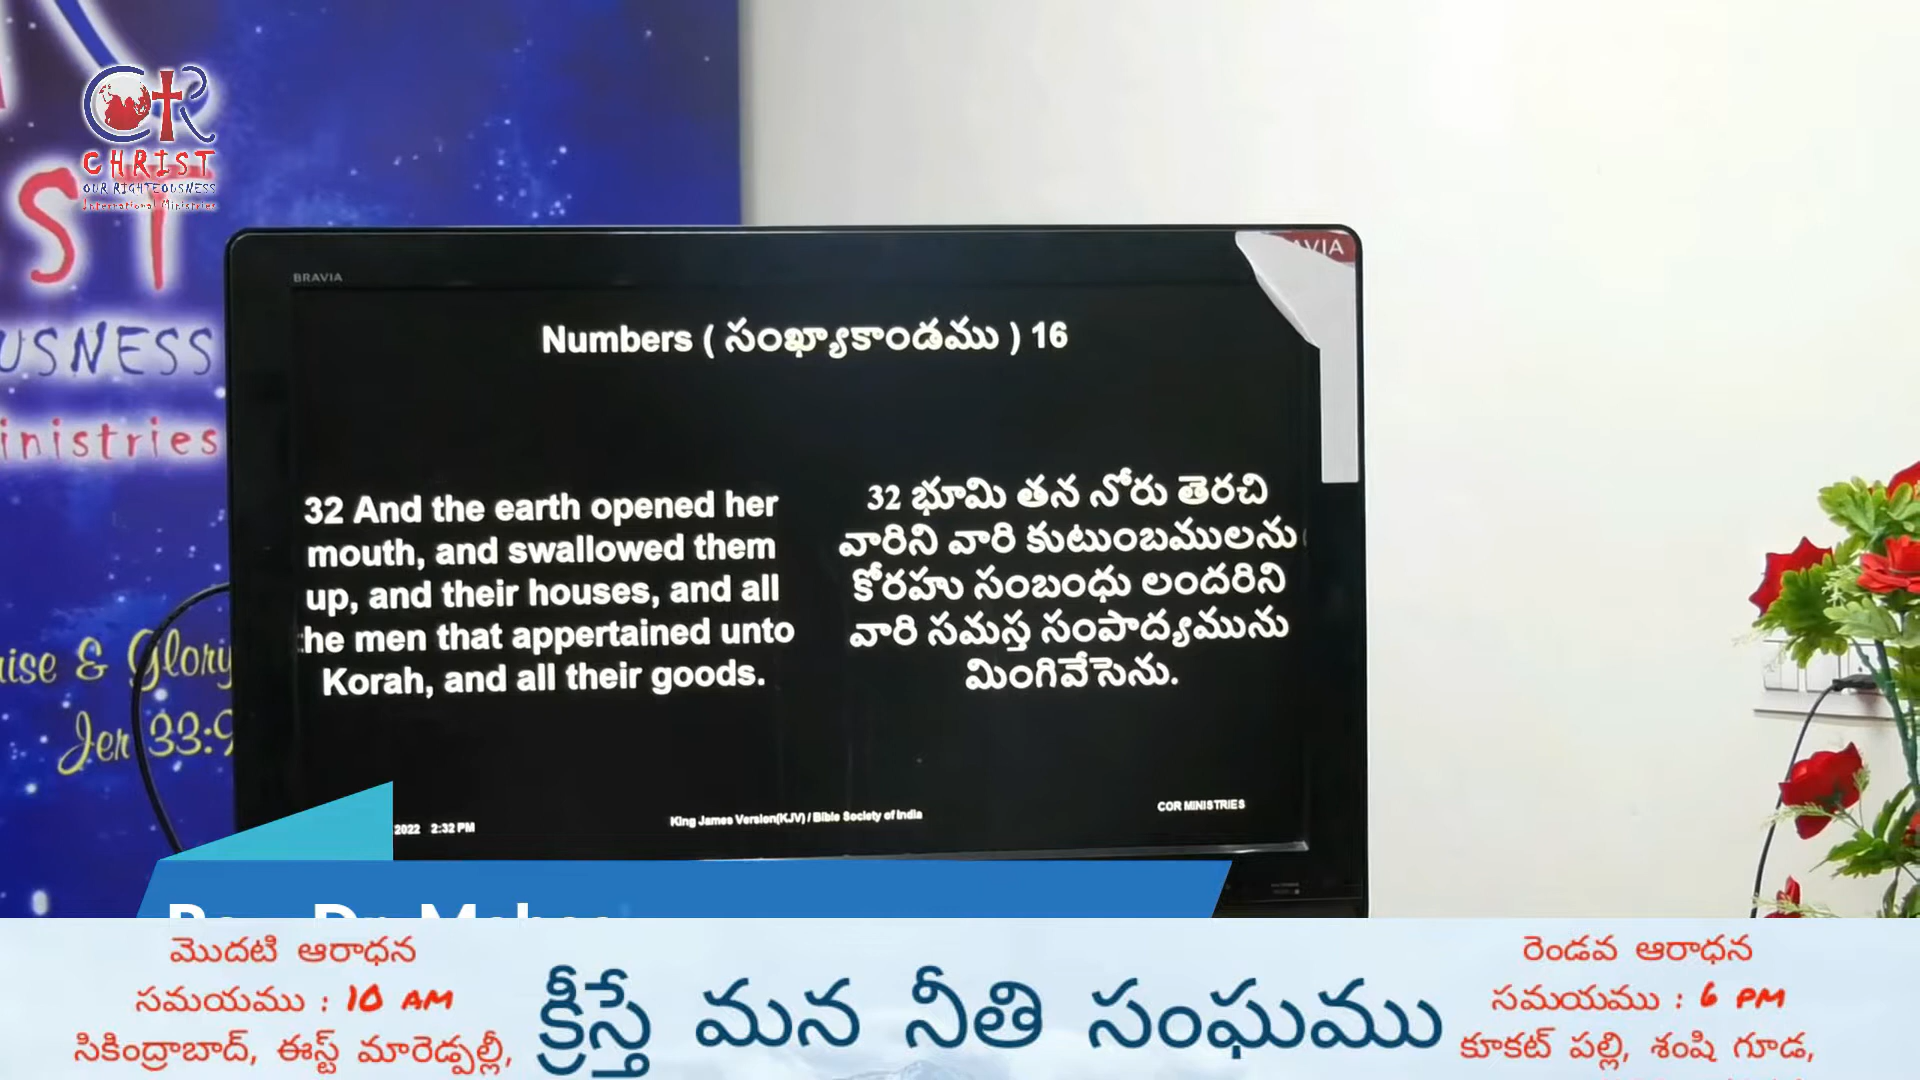 CHRIST
OUR RIGHTEOUSNESS
International Ministries
ST
USNESS
inistries
& Glory
Jer 33:9
BRAVIA
Numbers ( సంఖ్యాకాండము ) 16
32 And the earth opened her
mouth, and swallowed them
up, and their houses, and all
the men that appertained unto
Korah, and all their goods.
32 భూమి తన నోరు తెరచి
వారిని వారి కుటుంబములను
కోరహు సంబంధు లందరిని
వారి సమస్త సంపాద్యమును
మింగివేసెను.
2022 2:32 PM
King James Version(KJV) / Bible Society of India
COR MINISTRIES
మొదటి ఆరాధన
సమయము : 10 AM
సికింద్రాబాద్, ఈస్ట్ మారెడ్పల్లీ,
క్రీస్తే మన నీతి సంఘము
రెండవ ఆరాధన
సమయము : 6 PM
కూకట్ పల్లి, శంషి గూడ,